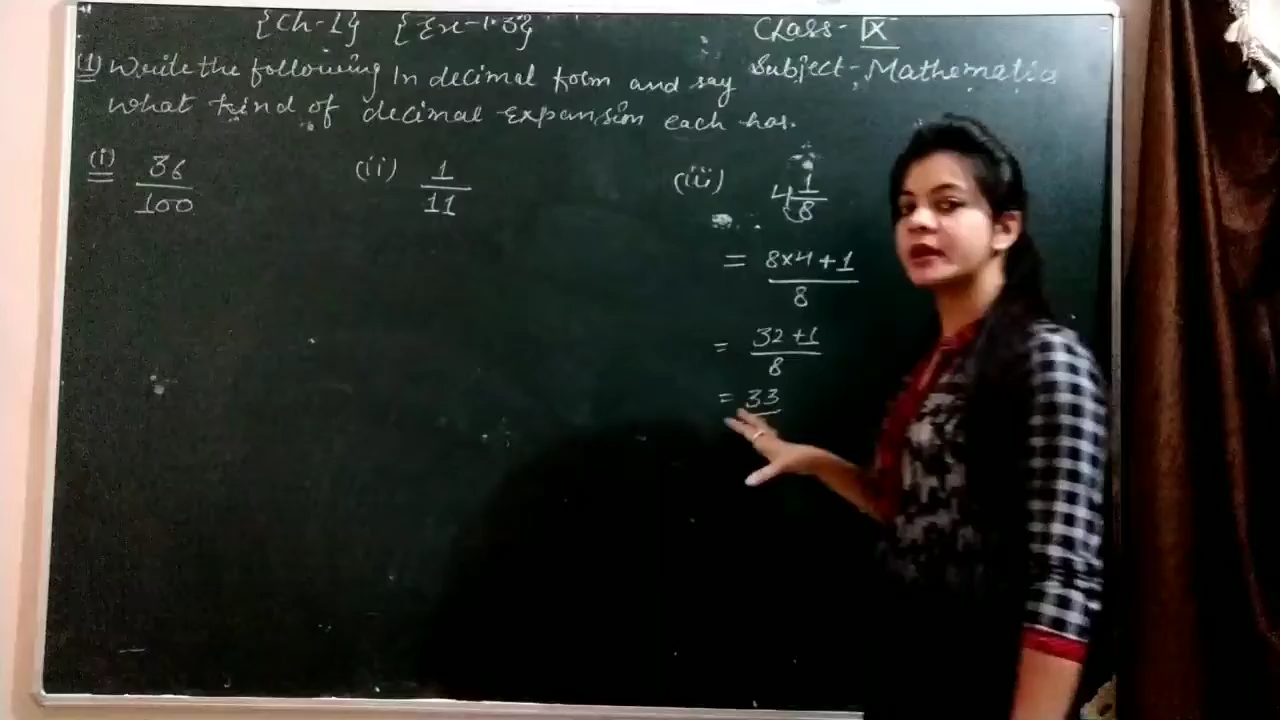 {Ch-1} {Ex-1.3} Class-IX
(1) Write the following In decimal form and say Subject-Mathematics
what kind of decimal Expansion each has.
(i) 36/100 (ii) 1/11 (iii) 4 1/8
= 8×4+1/8
= 32+1/8
= 33